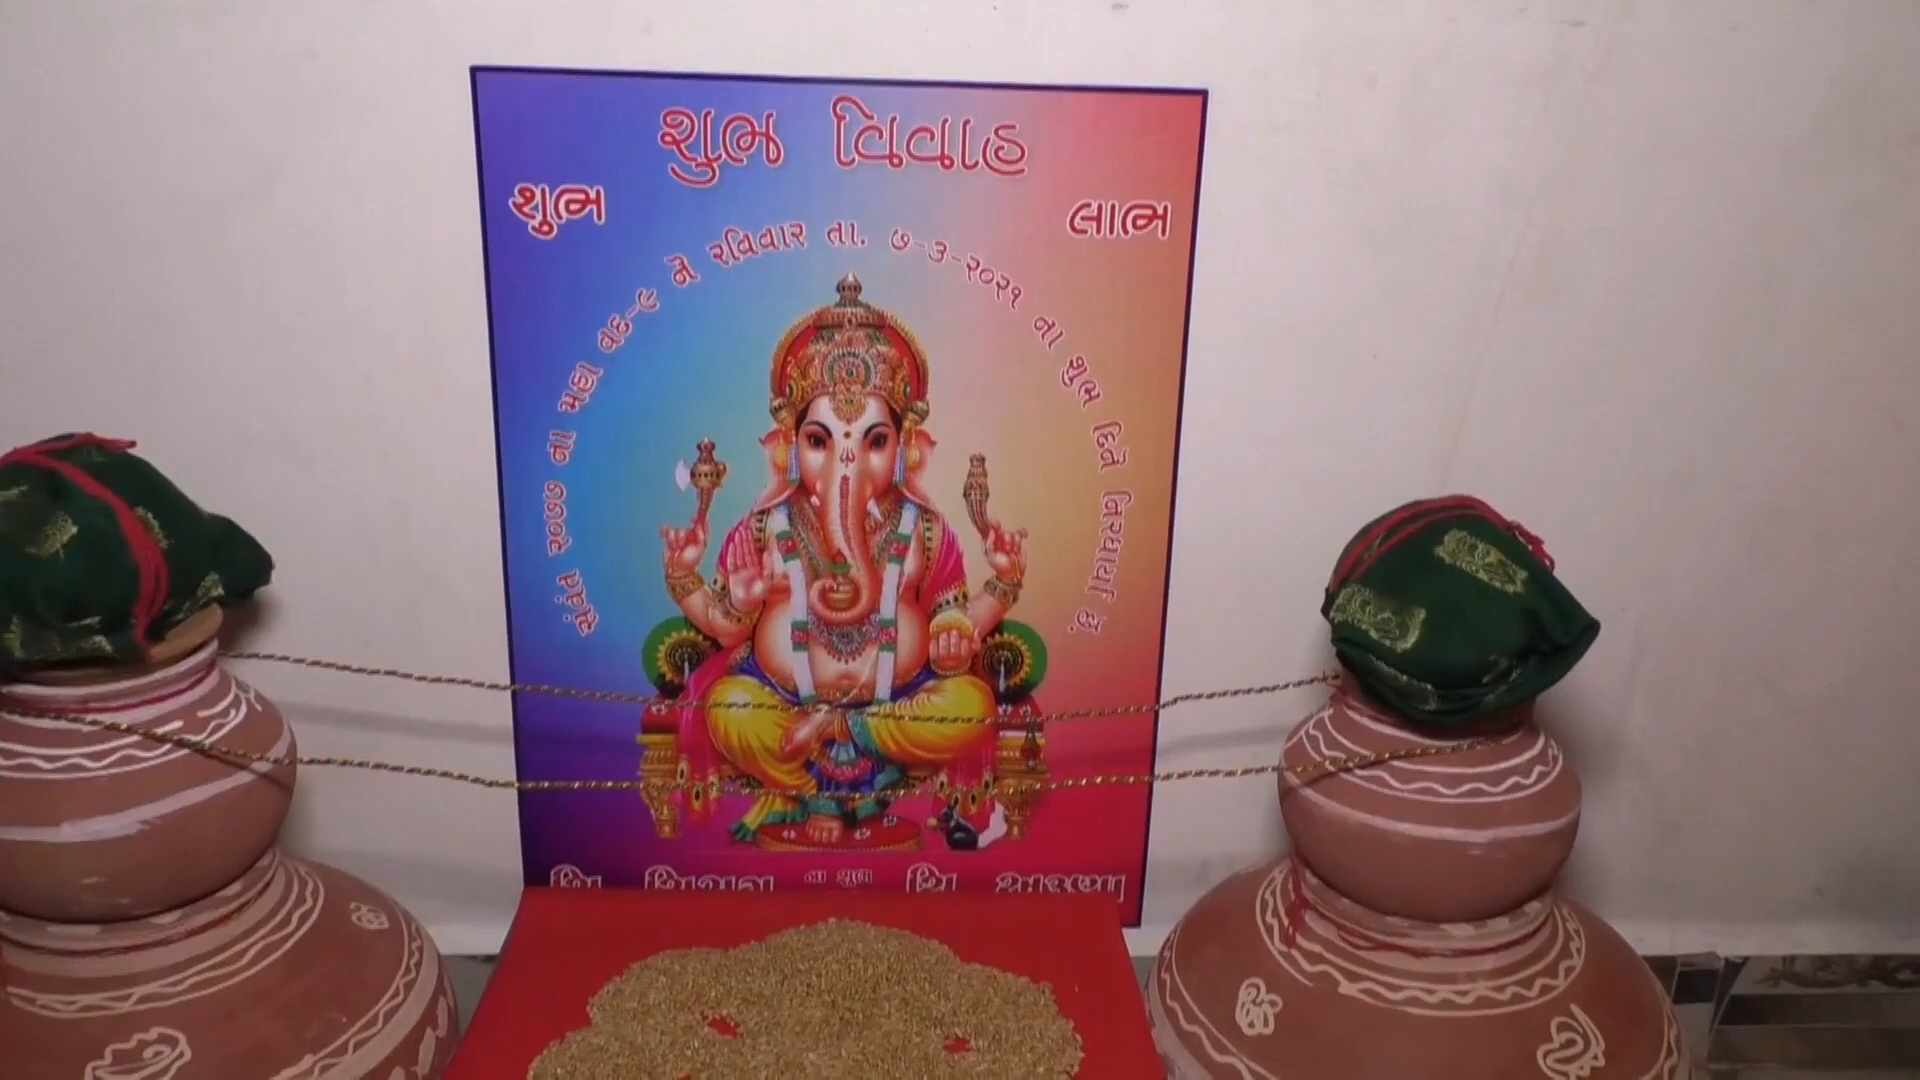 શુભ વિવાહ
શુભ
લાભ
સંવંત ૨૦૭૭ ના મહા વદ-૯ ને રવિવાર તા. ૭-૩-૨૦૨૧ ના શુભ દિને નિરધાર્યા છે.
ચિ ના શુભ ચિ